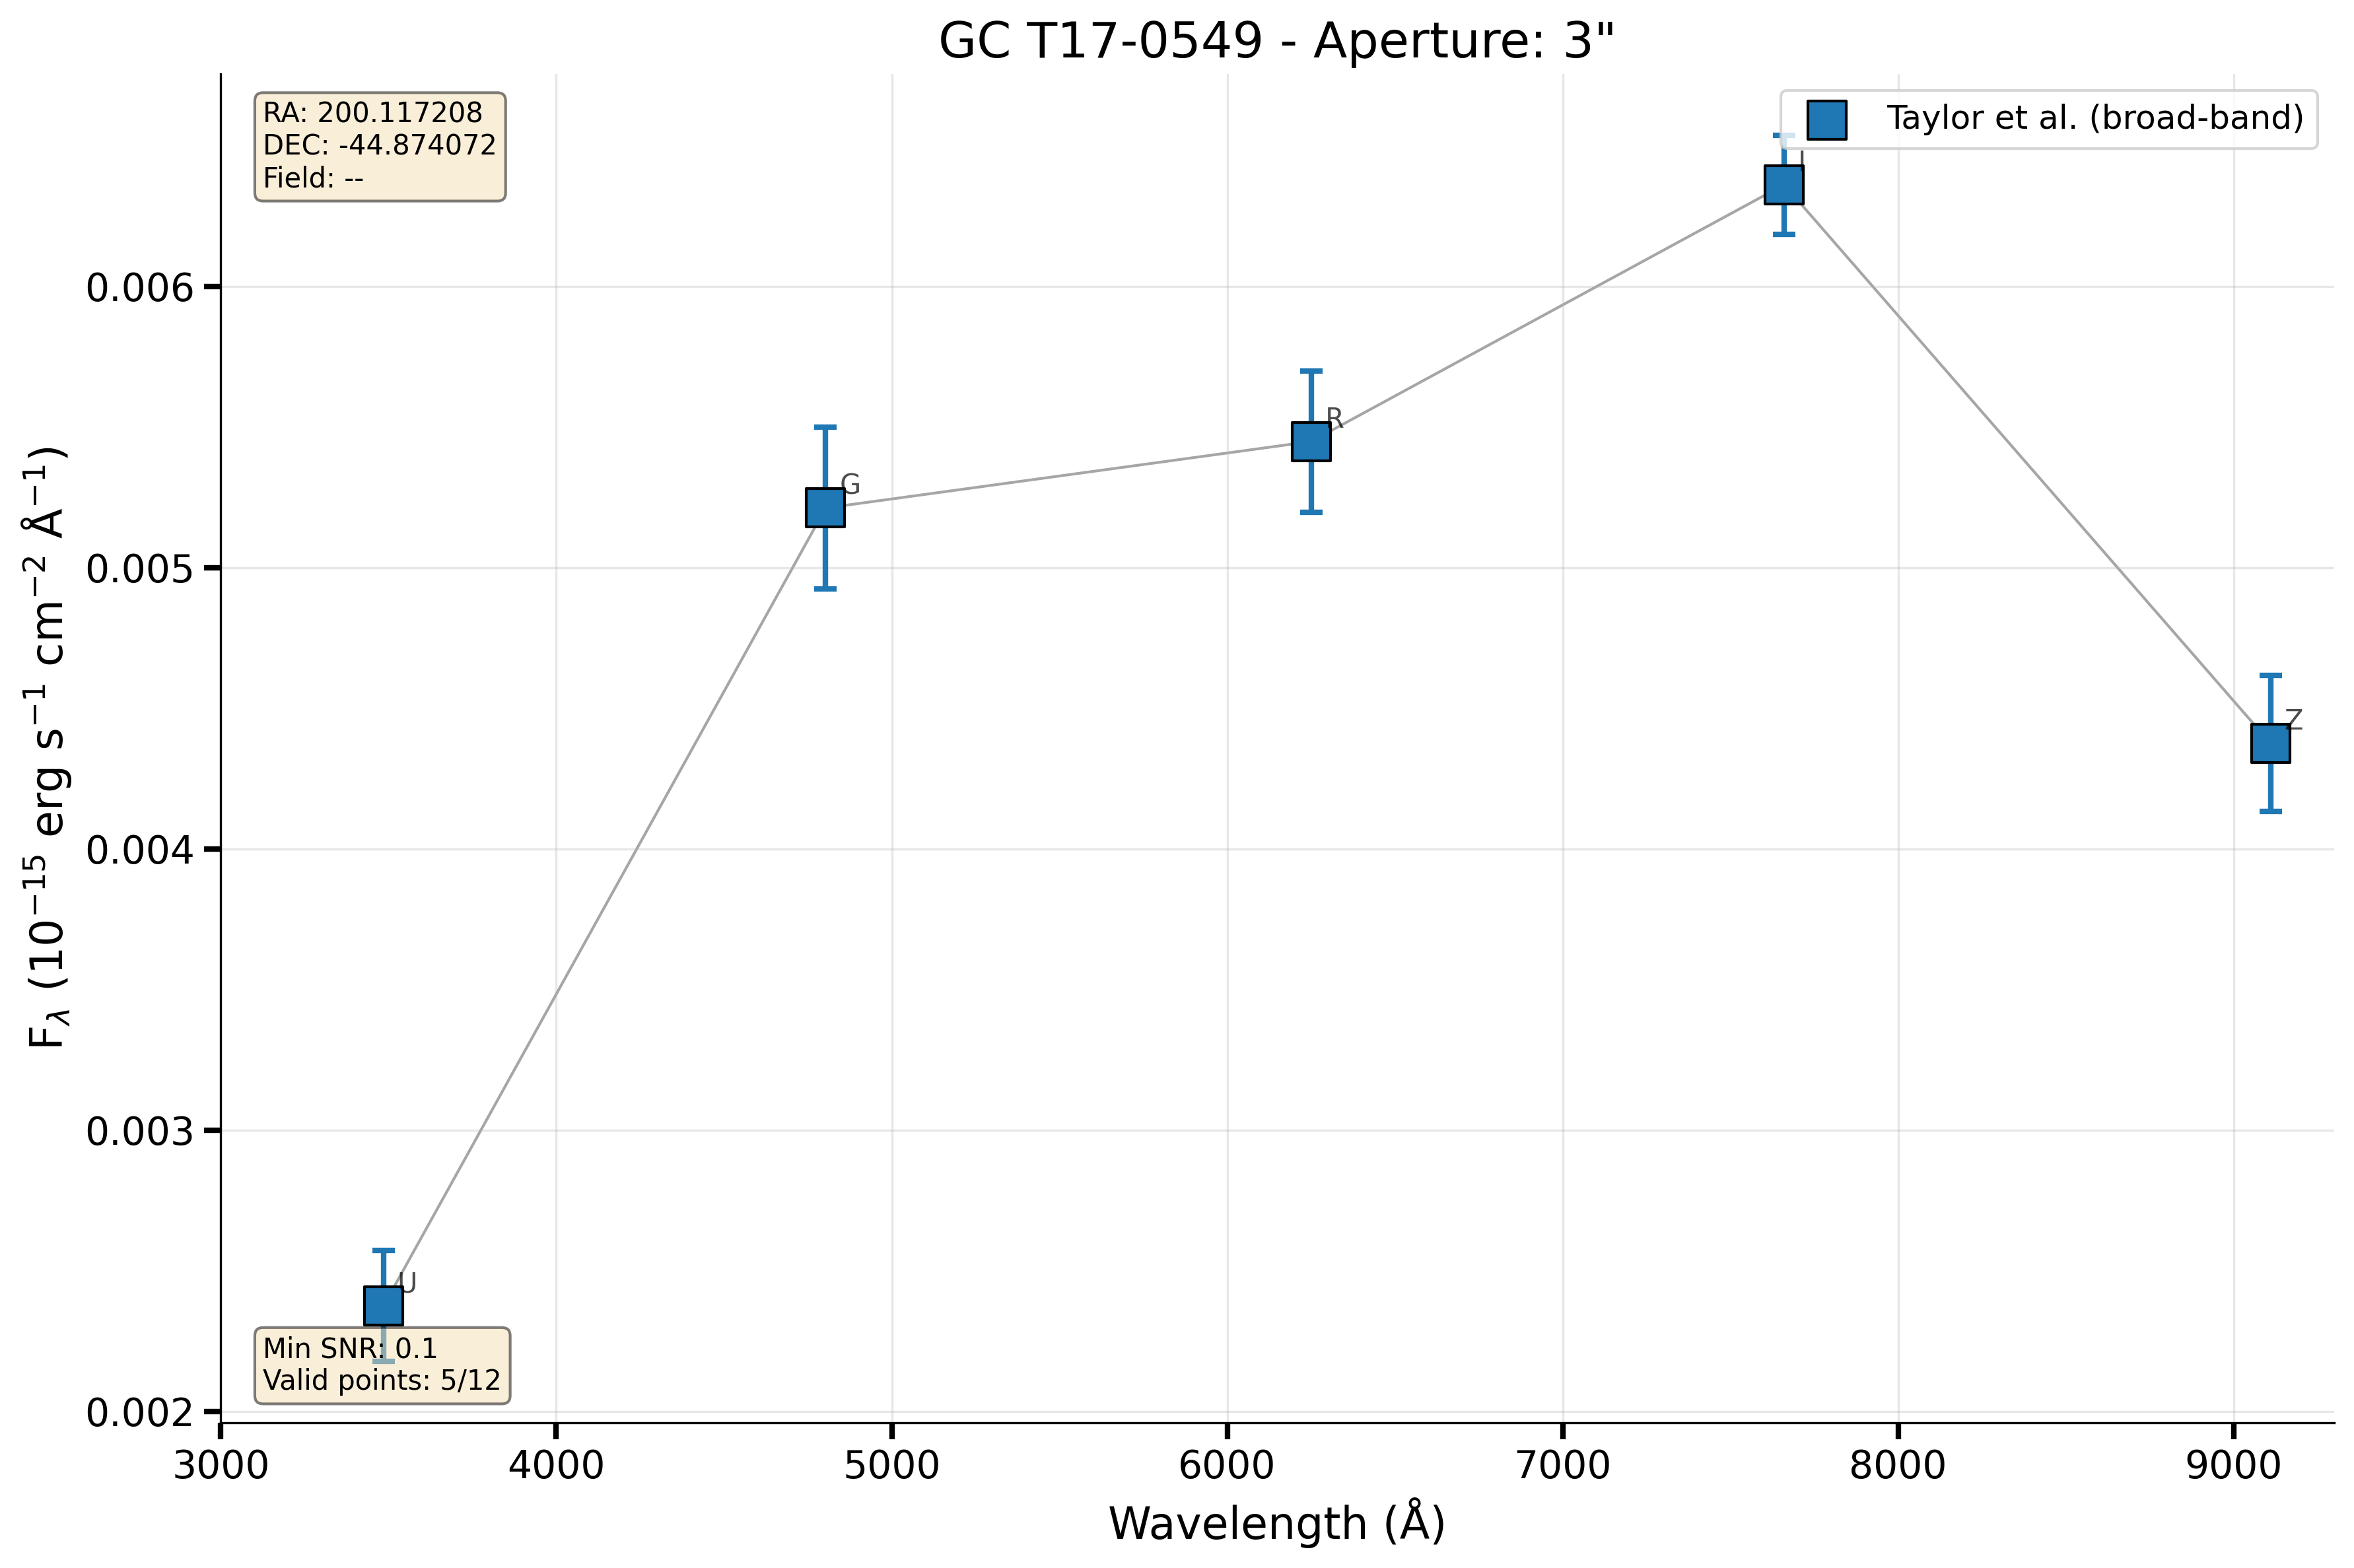 GC T17-0549 - Aperture: 3"
RA: 200.117208
DEC: -44.874072
Field: --
Taylor et al. (broad-band)
I
R
G
Z
U
Min SNR: 0.1
Valid points: 5/12
0.006
0.005
0.004
0.003
0.002
F_λ (10⁻¹⁵ erg s⁻¹ cm⁻² Å⁻¹)
3000 4000 5000 6000 7000 8000 9000
Wavelength (Å)